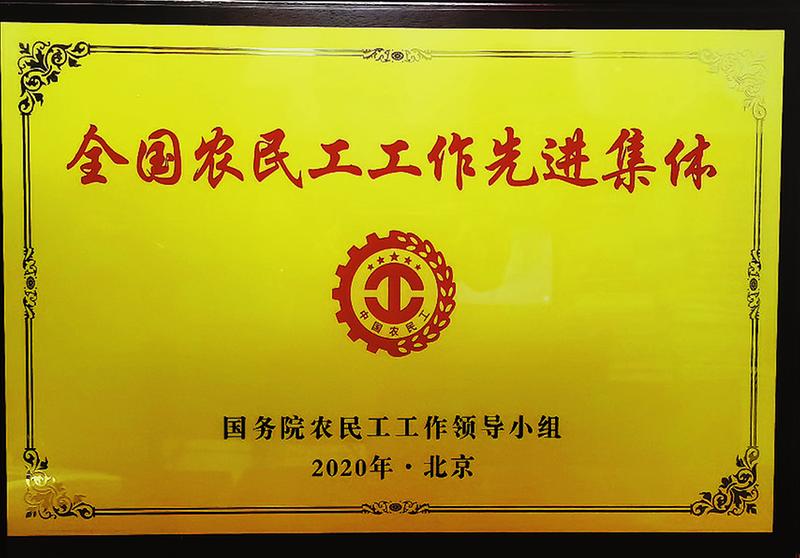 全国农民工工作先进集体
中国农民工
国务院农民工工作领导小组
2020年·北京